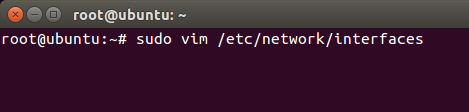 root@ubuntu: ~
root@ubuntu:~# sudo vim /etc/network/interfaces